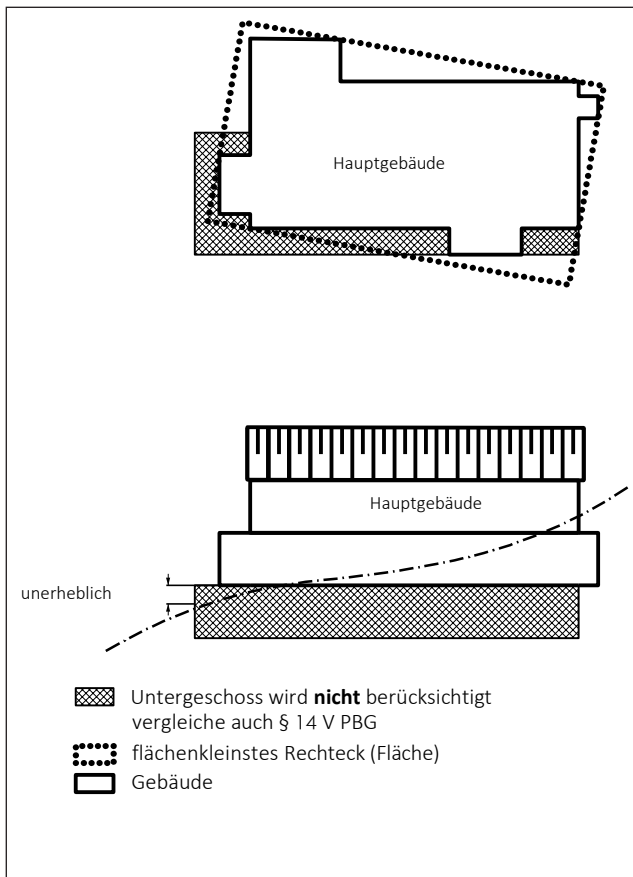 Hauptgebäude
Hauptgebäude
unerheblich
Untergeschoss wird nicht berücksichtigt
vergleiche auch § 14 V PBG
flächenkleinstes Rechteck (Fläche)
Gebäude